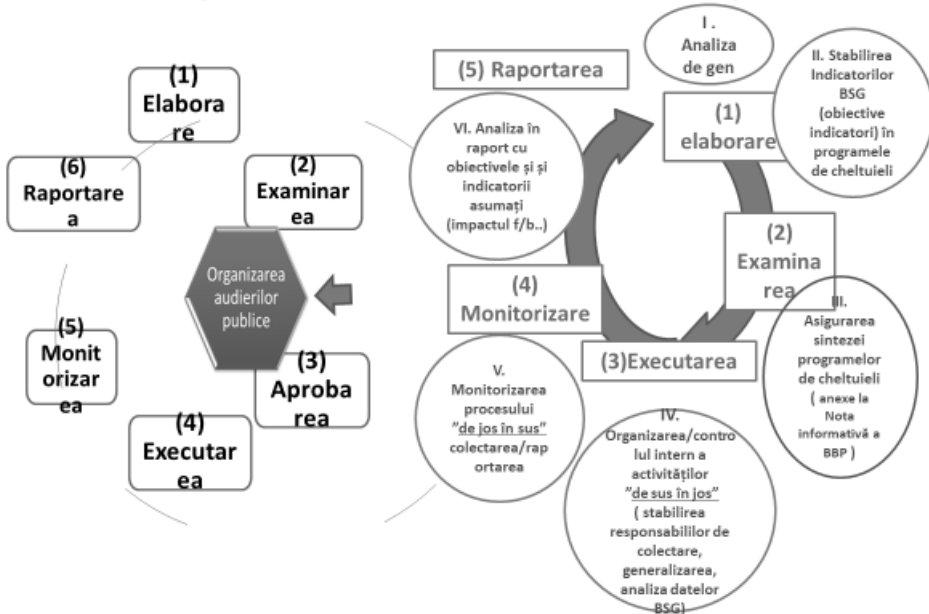 (1)
Elabora
re
(2)
Examinar
ea
(6)
Raportare
a
Organizarea
audierilor
publice
(5)
Monit
orizar
ea
(3)
Aproba
rea
(4)
Executar
ea
I .
Analiza
de gen
(5) Raportarea
II. Stabilirea
Indicatorilor
BSG
(obiective
indicatori) în
programele
de cheltuieli
(1)
elaborare
VI. Analiza în
raport cu
obiectivele și și
indicatorii
asumați
(impactul f/b..)
(2)
Examina
rea
(4)
Monitorizare
III.
Asigurarea
sintezei
programelor
de cheltuieli
( anexe la
Nota
informativă a
BBP )
(3)Executarea
V.
Monitorizarea
procesului
"de jos în sus"
colectarea/rap
ortarea
IV.
Organizarea/contro
lul intern a
activităților
"de sus în jos"
( stabilirea
responsabililor de
colectare,
generalizarea,
analiza datelor
BSG)